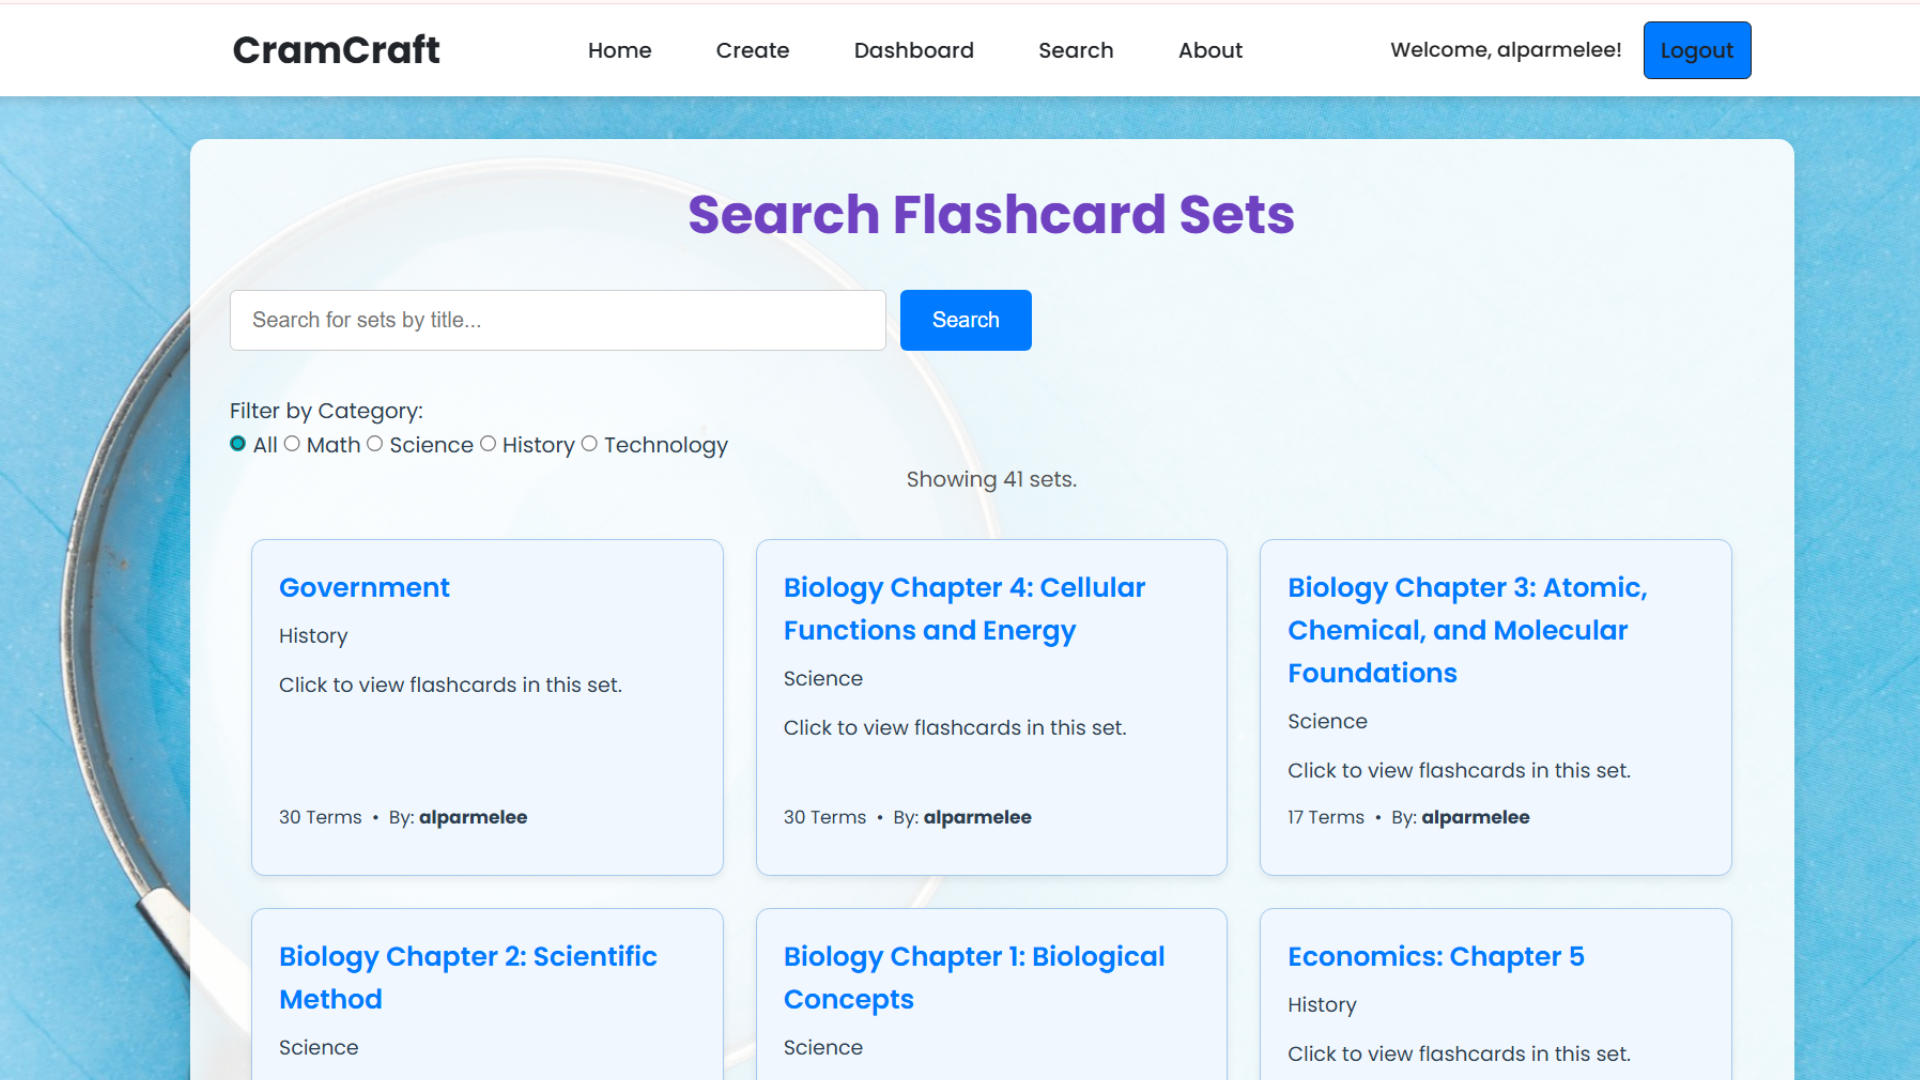 CramCraft
Home
Create
Dashboard
Search
About
Welcome, alparmelee!
Logout
Search Flashcard Sets
Search for sets by title...
Search
Filter by Category:
All Math Science History Technology
Showing 41 sets.
Government
History
Click to view flashcards in this set.
30 Terms • By: alparmelee
Biology Chapter 4: Cellular
Functions and Energy
Science
Click to view flashcards in this set.
30 Terms • By: alparmelee
Biology Chapter 3: Atomic,
Chemical, and Molecular
Foundations
Science
Click to view flashcards in this set.
17 Terms • By: alparmelee
Biology Chapter 2: Scientific
Method
Science
Biology Chapter 1: Biological
Concepts
Science
Economics: Chapter 5
History
Click to view flashcards in this set.